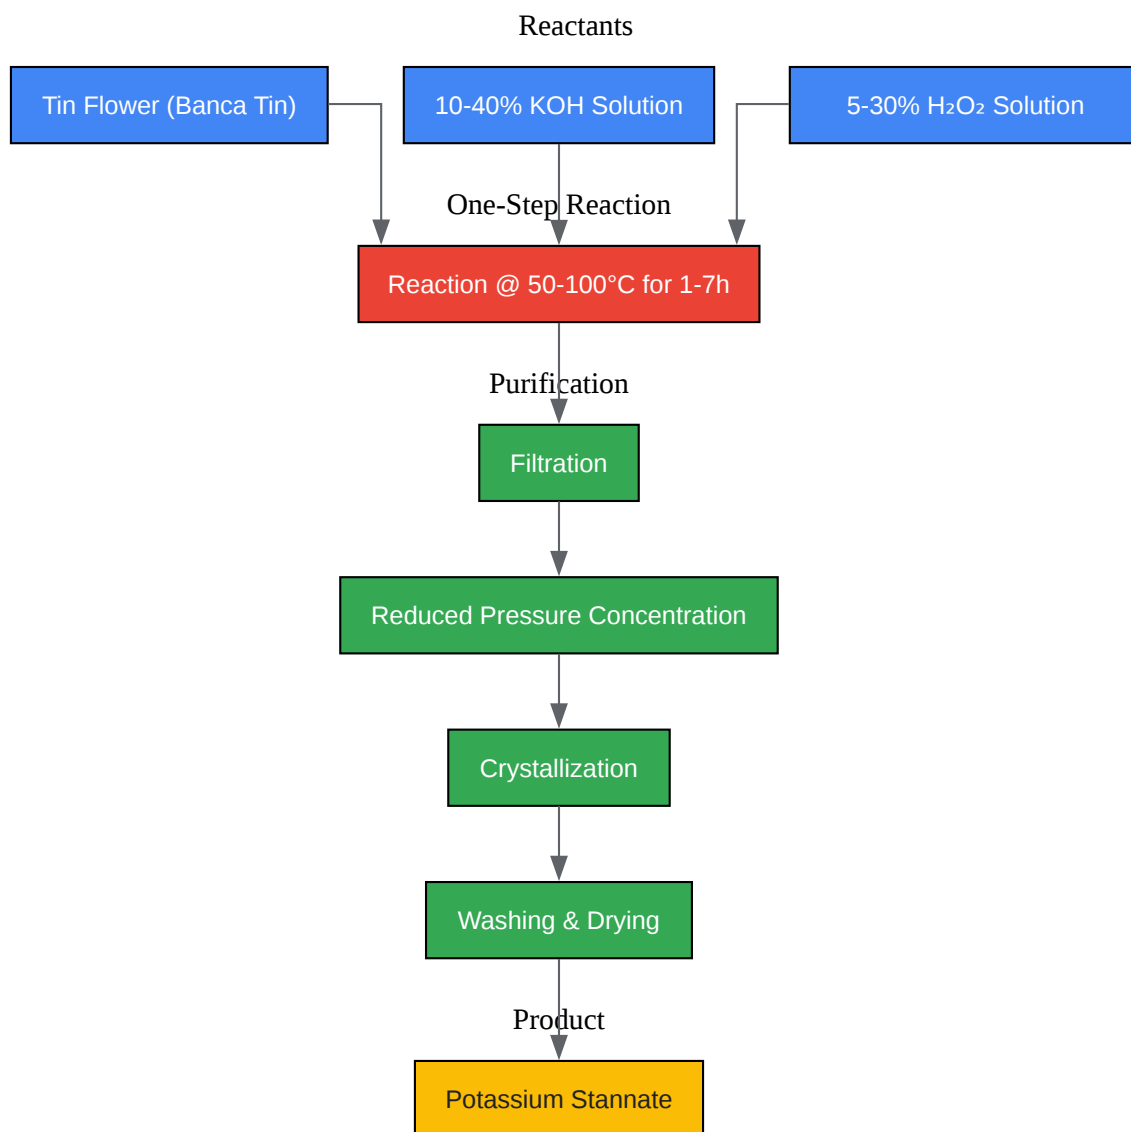 Reactants
Tin Flower (Banca Tin)
10-40% KOH Solution
5-30% H₂O₂ Solution
One-Step Reaction
Reaction @ 50-100°C for 1-7h
Purification
Filtration
Reduced Pressure Concentration
Crystallization
Washing & Drying
Product
Potassium Stannate